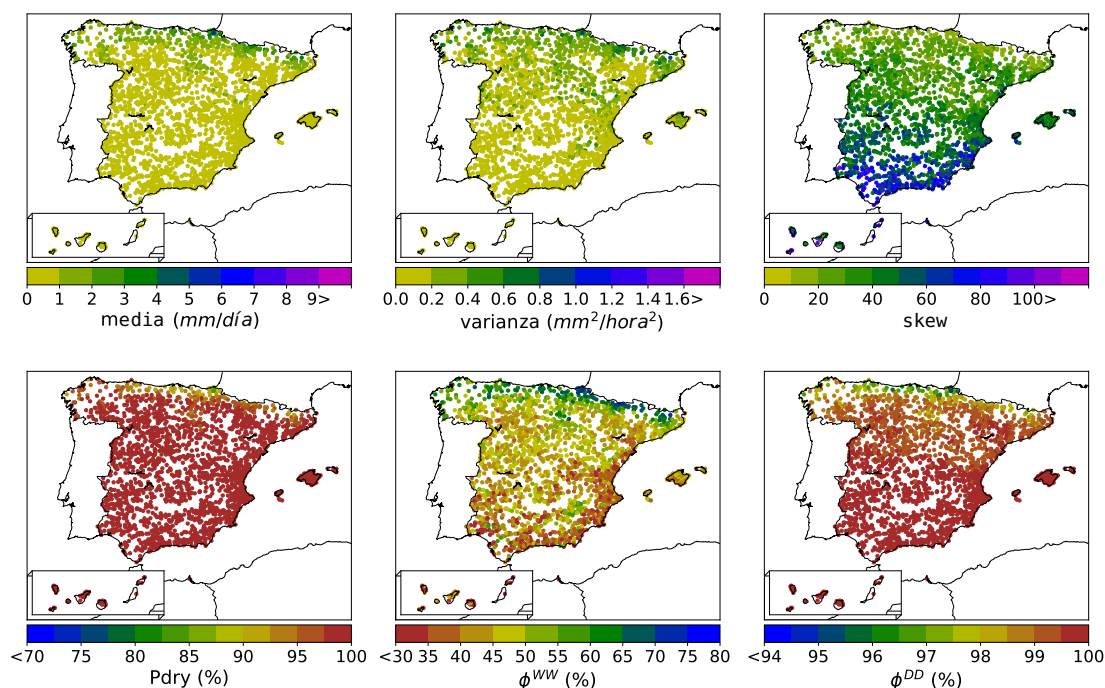 0 1 2 3 4 5 6 7 8 9>
media (mm/día)
0.0 0.2 0.4 0.6 0.8 1.0 1.2 1.4 1.6>
varianza (mm²/hora²)
0 20 40 60 80 100>
skew
<70 75 80 85 90 95 100
Pdry (%)
<30 35 40 45 50 55 60 65 70 75 80
ϕᵂᵂ (%)
<94 95 96 97 98 99 100
ϕᴰᴰ (%)